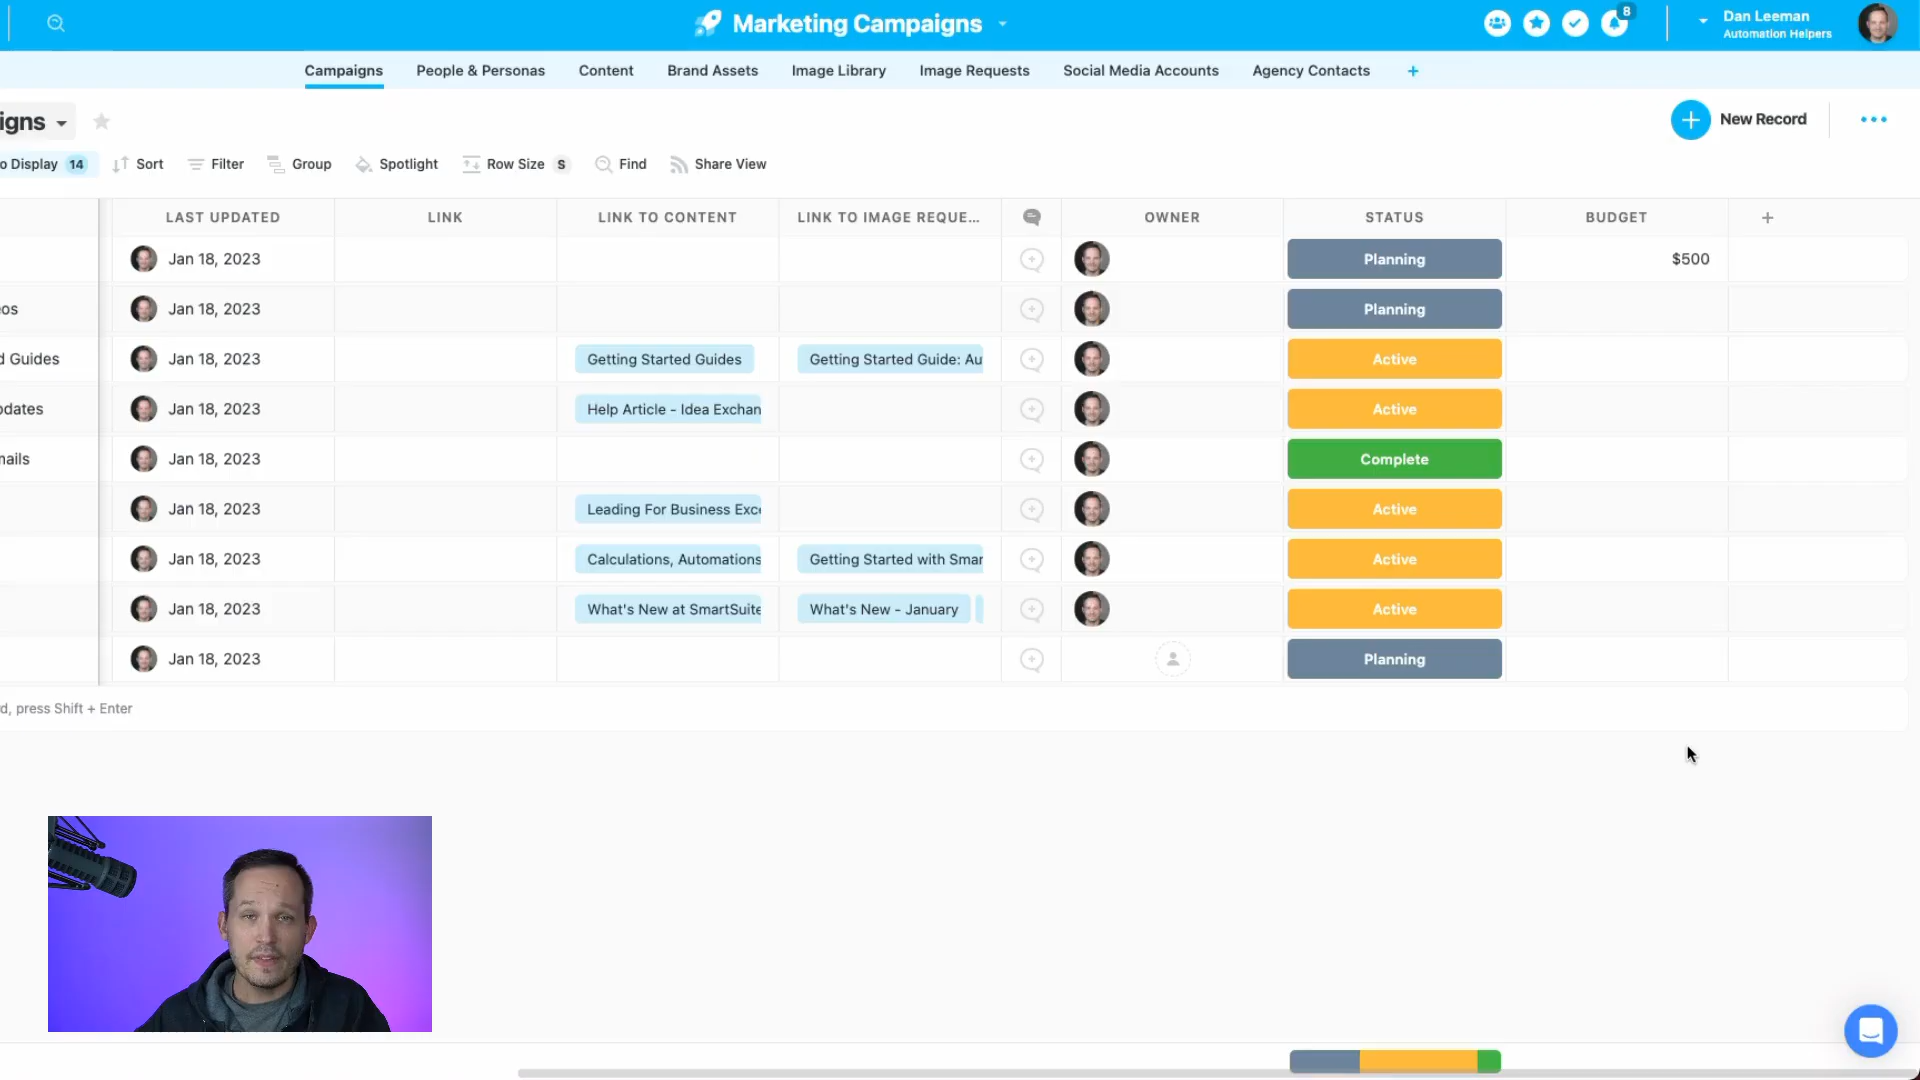 Marketing Campaigns
8
Dan Leeman
Automation Helpers
Campaigns People & Personas Content Brand Assets Image Library Image Requests Social Media Accounts Agency Contacts +
igns
New Record
o Display 14 Sort Filter Group Spotlight Row Size S Find Share View
LAST UPDATED LINK LINK TO CONTENT LINK TO IMAGE REQUE... OWNER STATUS BUDGET +
Jan 18, 2023 Planning $500
os Jan 18, 2023 Planning
d Guides Jan 18, 2023 Getting Started Guides Getting Started Guide: Au Active
dates Jan 18, 2023 Help Article - Idea Exchan Active
mails Jan 18, 2023 Complete
Jan 18, 2023 Leading For Business Exce Active
Jan 18, 2023 Calculations, Automations Getting Started with Smar Active
Jan 18, 2023 What's New at SmartSuite What's New - January Active
Jan 18, 2023 Planning
d, press Shift + Enter